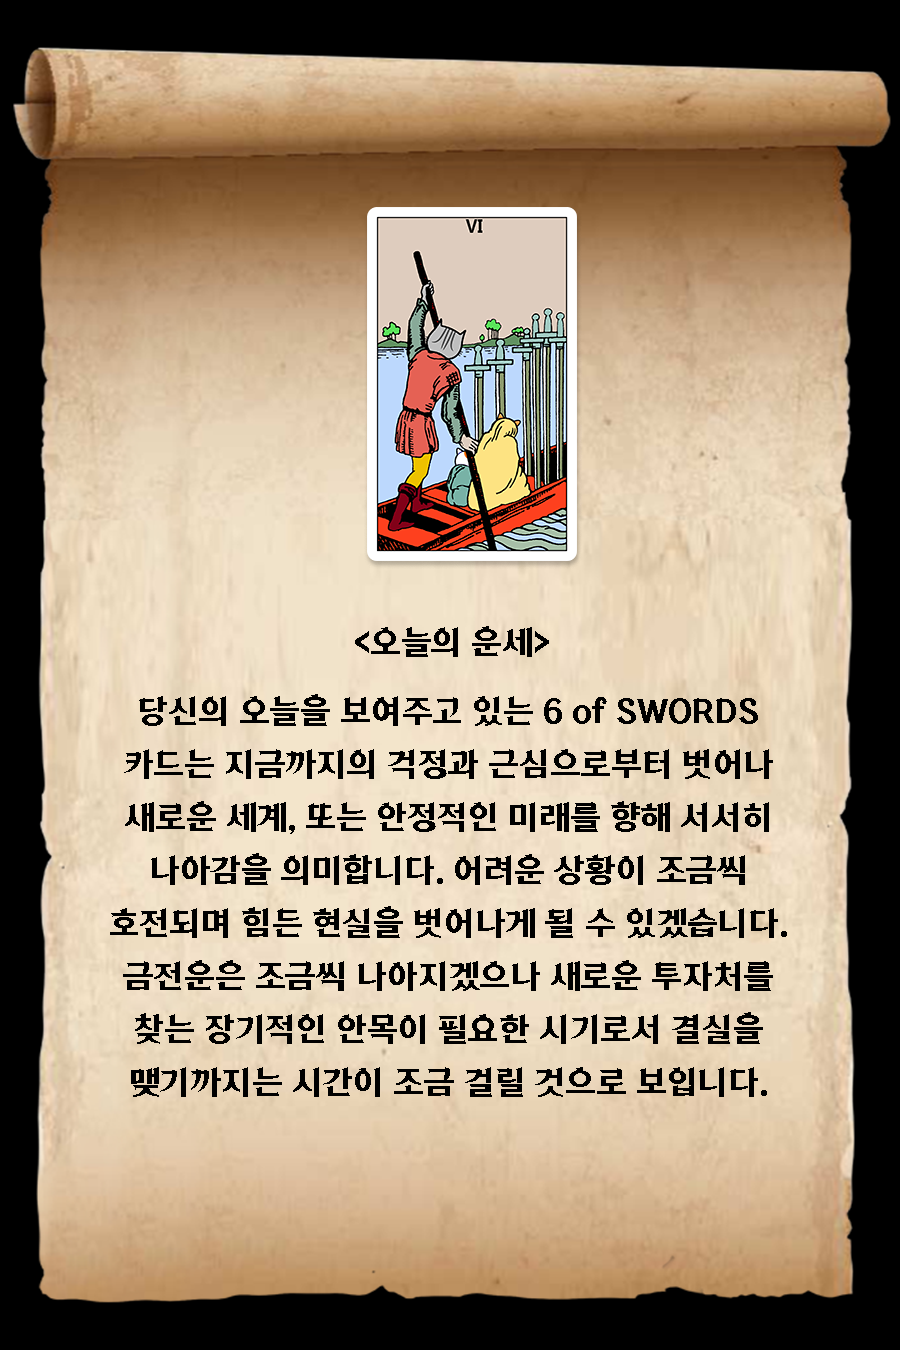 VI
<오늘의 운세>
당신의 오늘을 보여주고 있는 6 of SWORDS
카드는 지금까지의 걱정과 근심으로부터 벗어나
새로운 세계, 또는 안정적인 미래를 향해 서서히
나아감을 의미합니다. 어려운 상황이 조금씩
호전되며 힘든 현실을 벗어나게 될 수 있겠습니다.
금전운은 조금씩 나아지겠으나 새로운 투자처를
찾는 장기적인 안목이 필요한 시기로서 결실을
맺기까지는 시간이 조금 걸릴 것으로 보입니다.